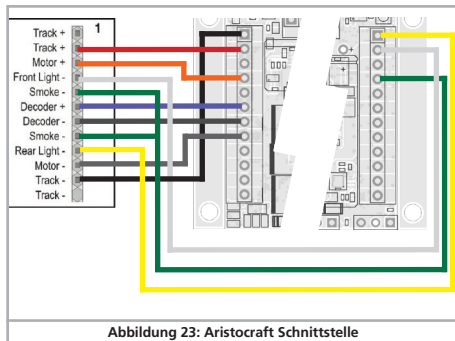 1
Track +
Track +
Motor +
Front Light -
Smoke -
Decoder +
Decoder -
Smoke -
Rear Light -
Motor -
Track -
Track -
Abbildung 23: Aristocraft Schnittstelle